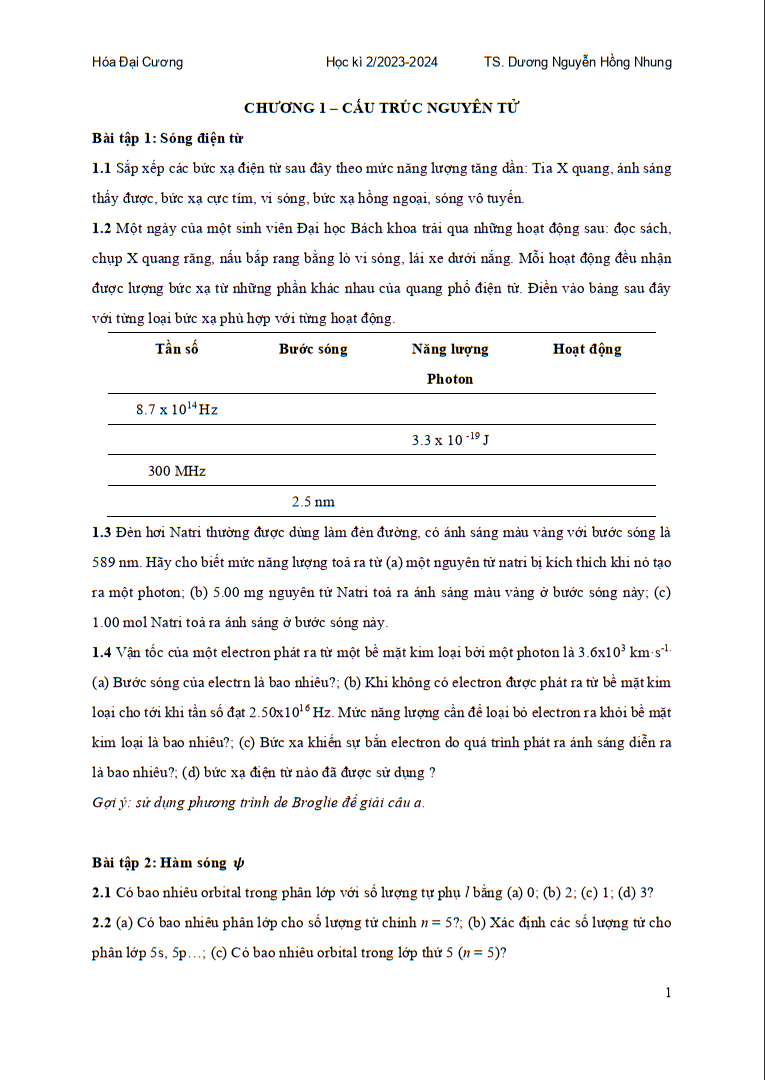 Hóa Đại Cương Học kì 2/2023-2024 TS. Dương Nguyễn Hồng Nhung
CHƯƠNG 1 – CẤU TRÚC NGUYÊN TỬ
Bài tập 1: Sóng điện từ
1.1 Sắp xếp các bức xạ điện từ sau đây theo mức năng lượng tăng dần: Tia X quang, ánh sáng
thấy được, bức xạ cực tím, vi sóng, bức xạ hồng ngoại, sóng vô tuyến.
1.2 Một ngày của một sinh viên Đại học Bách khoa trải qua những hoạt động sau: đọc sách,
chụp X quang răng, nấu bắp rang bằng lò vi sóng, lái xe dưới nắng. Mỗi hoạt động đều nhận
được lượng bức xạ từ những phần khác nhau của quang phổ điện từ. Điền vào bảng sau đây
với từng loại bức xạ phù hợp với từng hoạt động.
Tần số Bước sóng Năng lượng Hoạt động
Photon
8.7 x 10¹⁴ Hz
3.3 x 10 ⁻¹⁹ J
300 MHz
2.5 nm
1.3 Đèn hơi Natri thường được dùng làm đèn đường, có ánh sáng màu vàng với bước sóng là
589 nm. Hãy cho biết mức năng lượng toả ra từ (a) một nguyên tử natri bị kích thích khi nó tạo
ra một photon; (b) 5.00 mg nguyên tử Natri toả ra ánh sáng màu vàng ở bước sóng này; (c)
1.00 mol Natri toả ra ánh sáng ở bước sóng này.
1.4 Vận tốc của một electron phát ra từ một bề mặt kim loại bởi một photon là 3.6x10³ km·s⁻¹·
(a) Bước sóng của electrn là bao nhiêu?; (b) Khi không có electron được phát ra từ bề mặt kim
loại cho tới khi tần số đạt 2.50x10¹⁶ Hz. Mức năng lượng cần để loại bỏ electron ra khỏi bề mặt
kim loại là bao nhiêu?; (c) Bức xa khiến sự bắn electron do quá trình phát ra ánh sáng diễn ra
là bao nhiêu?; (d) bức xạ điện từ nào đã được sử dụng ?
Gợi ý: sử dụng phương trình de Broglie để giải câu a.
Bài tập 2: Hàm sóng ψ
2.1 Có bao nhiêu orbital trong phân lớp với số lượng tự phụ l bằng (a) 0; (b) 2; (c) 1; (d) 3?
2.2 (a) Có bao nhiêu phân lớp cho số lượng tử chính n = 5?; (b) Xác định các số lượng tử cho
phân lớp 5s, 5p…; (c) Có bao nhiêu orbital trong lớp thứ 5 (n = 5)?
1